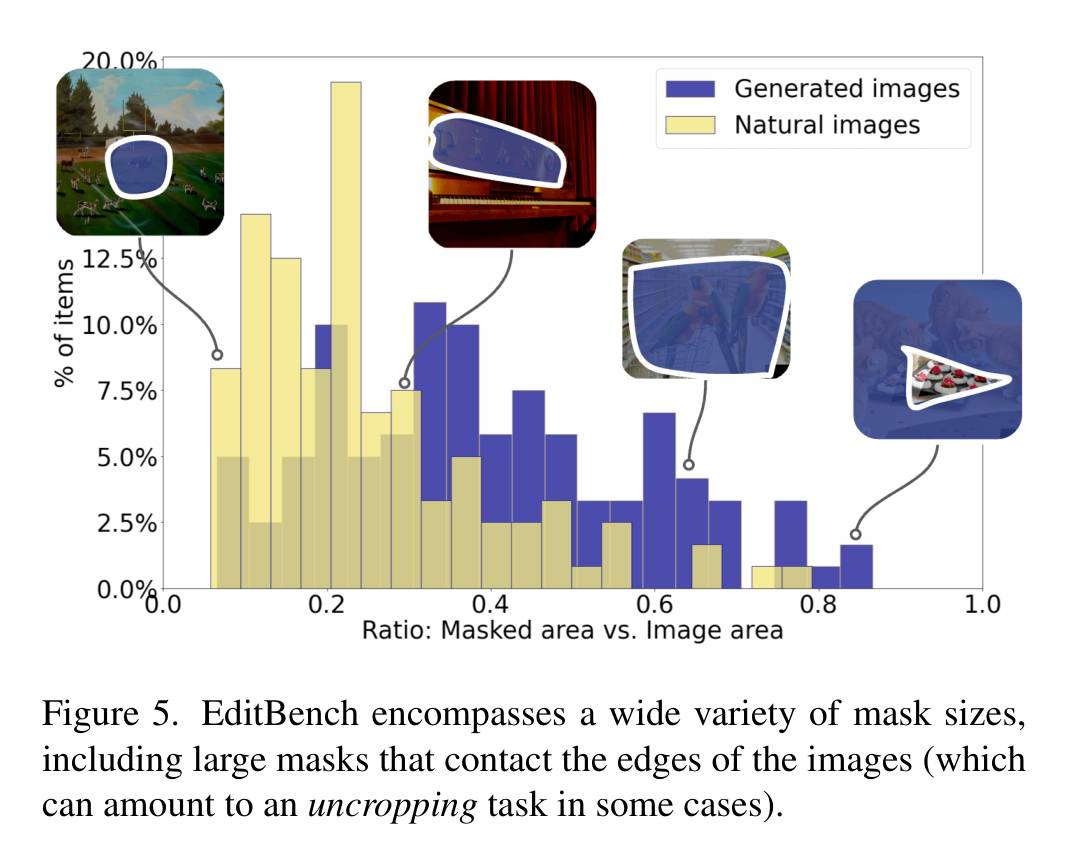 20.0%
Generated images
Natural images
12.5%
10.0%
7.5%
5.0%
2.5%
0.0%
% of items
0.0 0.2 0.4 0.6 0.8 1.0
Ratio: Masked area vs. Image area
Figure 5. EditBench encompasses a wide variety of mask sizes,
including large masks that contact the edges of the images (which
can amount to an uncropping task in some cases).